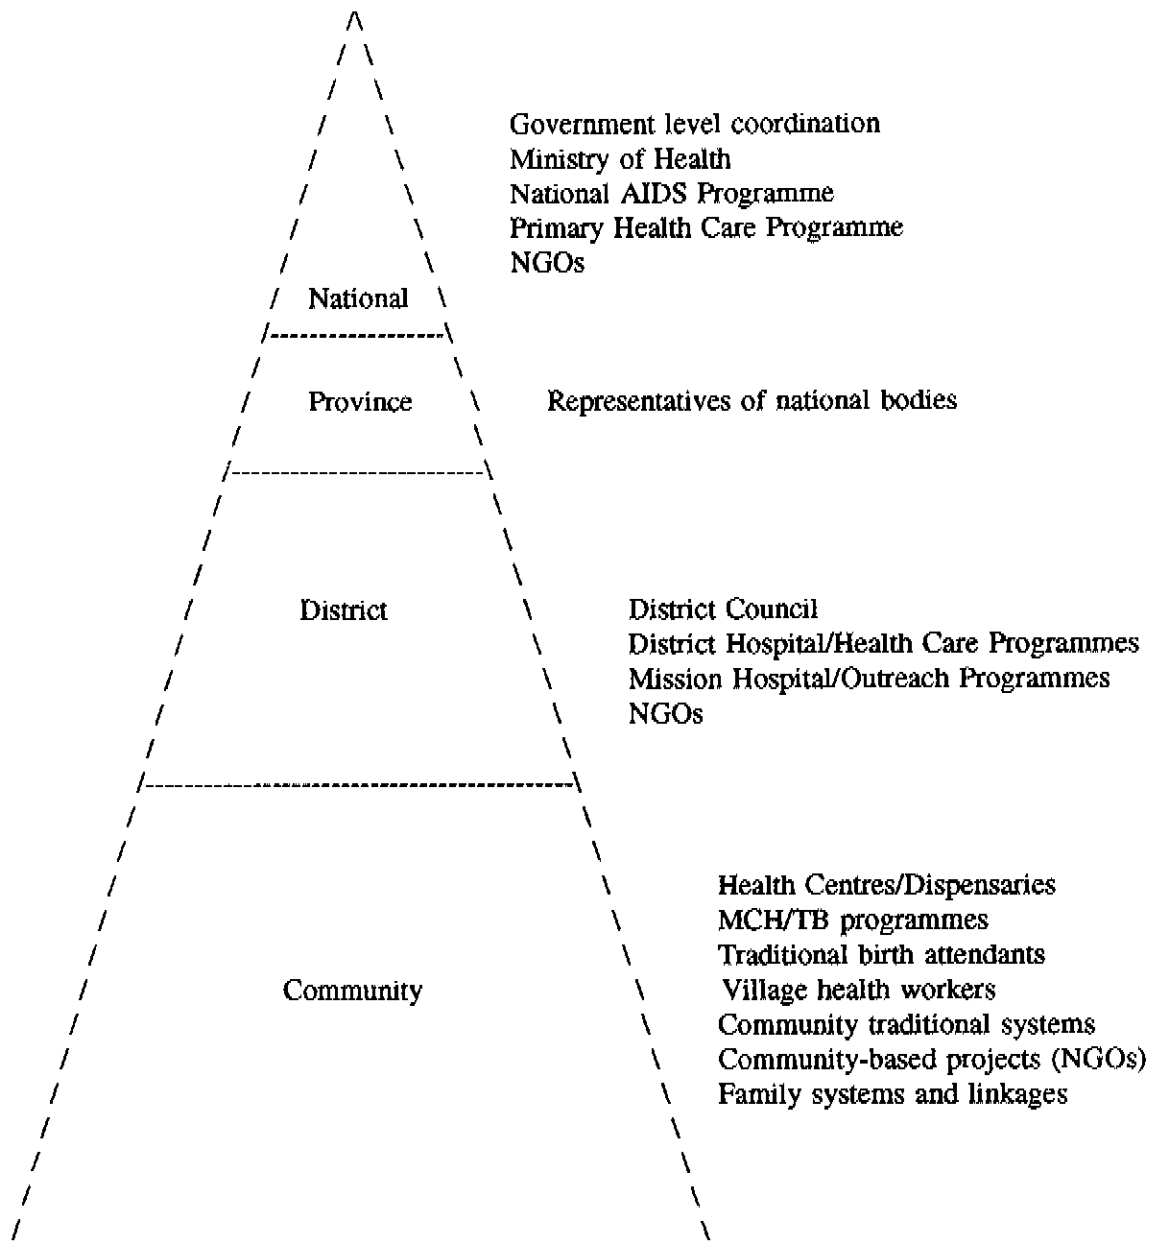 Government level coordination
Ministry of Health
National AIDS Programme
Primary Health Care Programme
NGOs
National
Province
Representatives of national bodies
District
District Council
District Hospital/Health Care Programmes
Mission Hospital/Outreach Programmes
NGOs
Health Centres/Dispensaries
MCH/TB programmes
Traditional birth attendants
Community
Village health workers
Community traditional systems
Community-based projects (NGOs)
Family systems and linkages